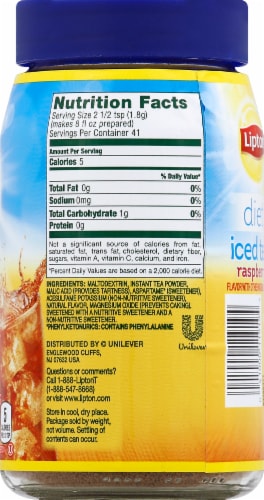 Nutrition Facts
Serving Size 2 1/2 tsp (1.8g)
(makes 8 fl oz prepared)
Servings Per Container 41
Amount Per Serving
Calories 5
% Daily Value*
Total Fat 0g 0%
Sodium 0mg 0%
Total Carbohydrate 1g 0%
Protein 0g
Not a significant source of calories from fat,
saturated fat, trans fat, cholesterol, dietary fiber,
sugars, vitamin A, vitamin C, calcium, and iron.
*Percent Daily Values are based on a 2,000 calorie diet.
INGREDIENTS: MALTODEXTRIN, INSTANT TEA POWDER,
MALIC ACID (PROVIDES TARTNESS), ASPARTAME* (SWEETENER),
ACESULFAME POTASSIUM (NON-NUTRITIVE SWEETENER),
NATURAL FLAVOR, MAGNESIUM OXIDE (PREVENTS CAKING).
SWEETENED WITH A NUTRITIVE SWEETENER AND A
NON-NUTRITIVE SWEETENER.
*PHENYLKETONURICS: CONTAINS PHENYLALANINE
DISTRIBUTED BY © UNILEVER
ENGLEWOOD CLIFFS,
NJ 07632 USA
Unilever
Questions or comments?
Call 1-888-LiptonT
(1-888-547-8668)
or visit www.lipton.com
Store in cool, dry place.
Package sold by weight,
not volume. Settling of
contents can occur.
Lipton
die
iced te
raspber
5